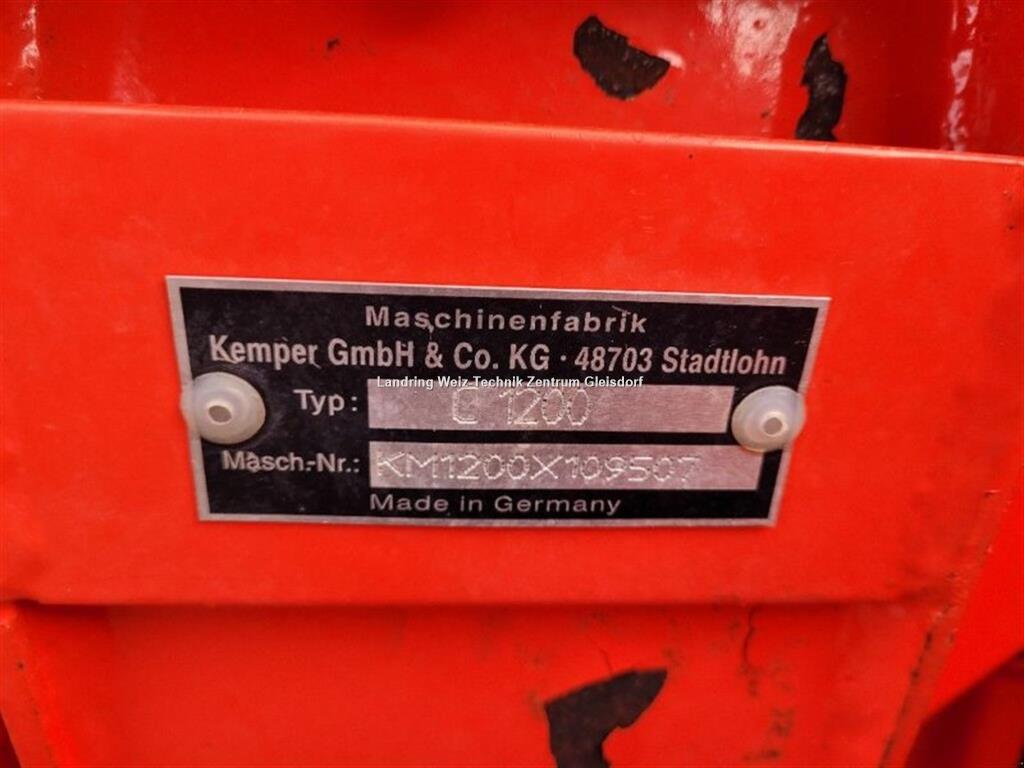 Maschinenfabrik
Kemper GmbH & Co. KG · 48703 Stadtlohn
Landring Weiz-Technik Zentrum Gleisdorf
Typ: C 1200
Masch.-Nr.: KM1200X109507
Made in Germany